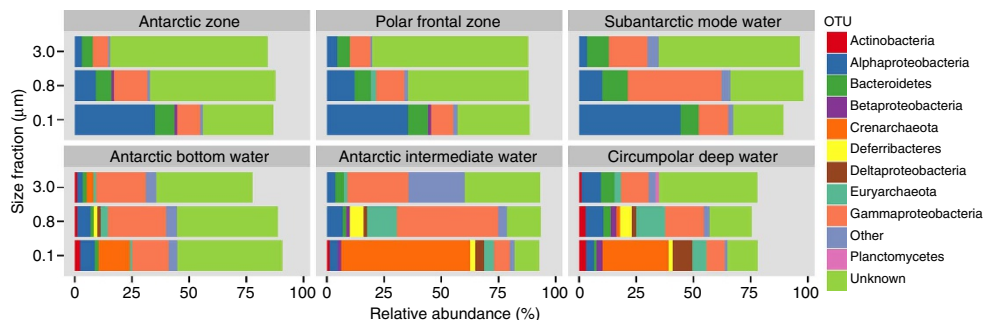 Antarctic zone Polar frontal zone Subantarctic mode water OTU
Size fraction (µm)
3.0
0.8
0.1
Antarctic bottom water Antarctic intermediate water Circumpolar deep water
3.0
0.8
0.1
0 25 50 75 100 0 25 50 75 100 0 25 50 75 100
Relative abundance (%)
Actinobacteria
Alphaproteobacteria
Bacteroidetes
Betaproteobacteria
Crenarchaeota
Deferribacteres
Deltaproteobacteria
Euryarchaeota
Gammaproteobacteria
Other
Planctomycetes
Unknown